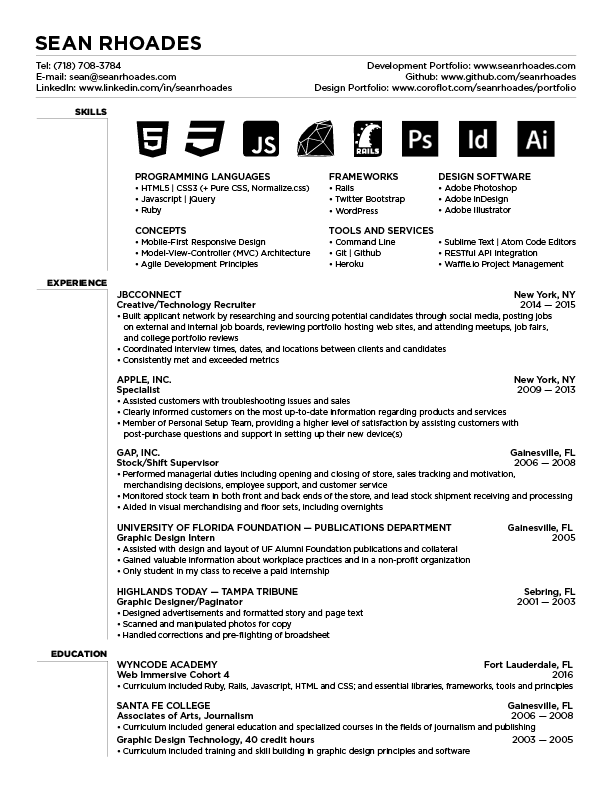 SEAN RHOADES
Tel: (718) 708-3784
Development Portfolio: www.seanrhoades.com
E-mail: sean@seanrhoades.com
Github: www.github.com/seanrhoades
LinkedIn: www.linkedin.com/in/seanrhoades
Design Portfolio: www.coroflot.com/seanrhoades/portfolio
SKILLS
5
JS
RAILS
Ps
Id
Ai
PROGRAMMING LANGUAGES
• HTML5 | CSS3 (+ Pure CSS, Normalize.css)
• Javascript | jQuery
• Ruby
FRAMEWORKS
• Rails
• Twitter Bootstrap
• WordPress
DESIGN SOFTWARE
• Adobe Photoshop
• Adobe InDesign
• Adobe Illustrator
CONCEPTS
• Mobile-First Responsive Design
• Model-View-Controller (MVC) Architecture
• Agile Development Principles
TOOLS AND SERVICES
• Command Line
• Git | Github
• Heroku
• Sublime Text | Atom Code Editors
• RESTful API Integration
• Waffle.io Project Management
EXPERIENCE
JBCCONNECT
New York, NY
Creative/Technology Recruiter
2014 — 2015
• Built applicant network by researching and sourcing potential candidates through social media, posting jobs
on external and internal job boards, reviewing portfolio hosting web sites, and attending meetups, job fairs,
and college portfolio reviews
• Coordinated interview times, dates, and locations between clients and candidates
• Consistently met and exceeded metrics
APPLE, INC.
New York, NY
Specialist
2009 — 2013
• Assisted customers with troubleshooting issues and sales
• Clearly informed customers on the most up-to-date information regarding products and services
• Member of Personal Setup Team, providing a higher level of satisfaction by assisting customers with
post-purchase questions and support in setting up their new device(s)
GAP, INC.
Gainesville, FL
Stock/Shift Supervisor
2006 — 2008
• Performed managerial duties including opening and closing of store, sales tracking and motivation,
merchandising decisions, employee support, and customer service
• Monitored stock team in both front and back ends of the store, and lead stock shipment receiving and processing
• Aided in visual merchandising and floor sets, including overnights
UNIVERSITY OF FLORIDA FOUNDATION — PUBLICATIONS DEPARTMENT
Gainesville, FL
Graphic Design Intern
2005
• Assisted with design and layout of UF Alumni Foundation publications and collateral
• Gained valuable information about workplace practices and in a non-profit organization
• Only student in my class to receive a paid internship
HIGHLANDS TODAY — TAMPA TRIBUNE
Sebring, FL
Graphic Designer/Paginator
2001 — 2003
• Designed advertisements and formatted story and page text
• Scanned and manipulated photos for copy
• Handled corrections and pre-flighting of broadsheet
EDUCATION
WYNCODE ACADEMY
Fort Lauderdale, FL
Web Immersive Cohort 4
2016
• Curriculum included Ruby, Rails, Javascript, HTML and CSS; and essential libraries, frameworks, tools and principles
SANTA FE COLLEGE
Gainesville, FL
Associates of Arts, Journalism
2006 — 2008
• Curriculum included general education and specialized courses in the fields of journalism and publishing
Graphic Design Technology, 40 credit hours
2003 — 2005
• Curriculum included training and skill building in graphic design principles and software